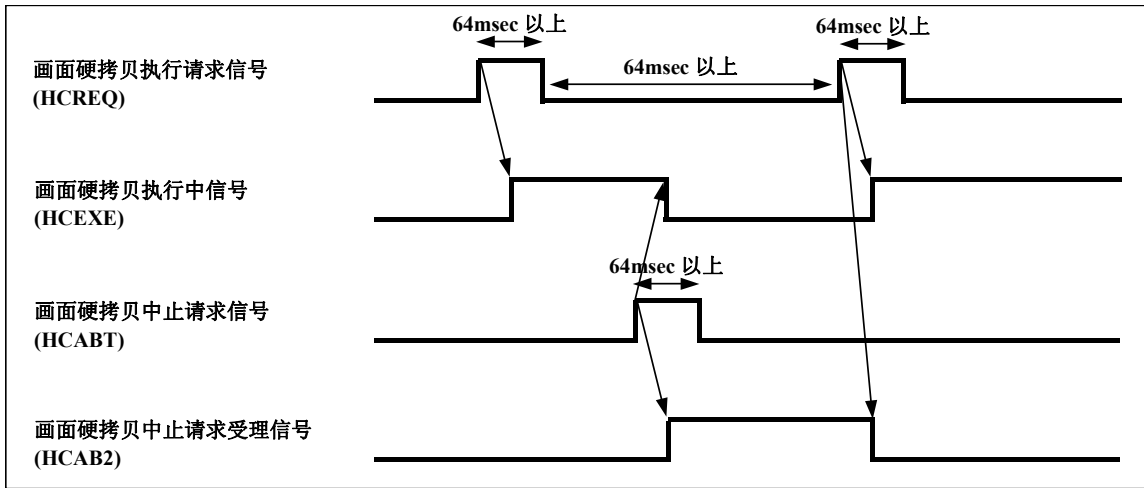 64msec 以上
64msec 以上
画面硬拷贝执行请求信号
(HCREQ)
64msec 以上
画面硬拷贝执行中信号
(HCEXE)
64msec 以上
画面硬拷贝中止请求信号
(HCABT)
画面硬拷贝中止请求受理信号
(HCAB2)